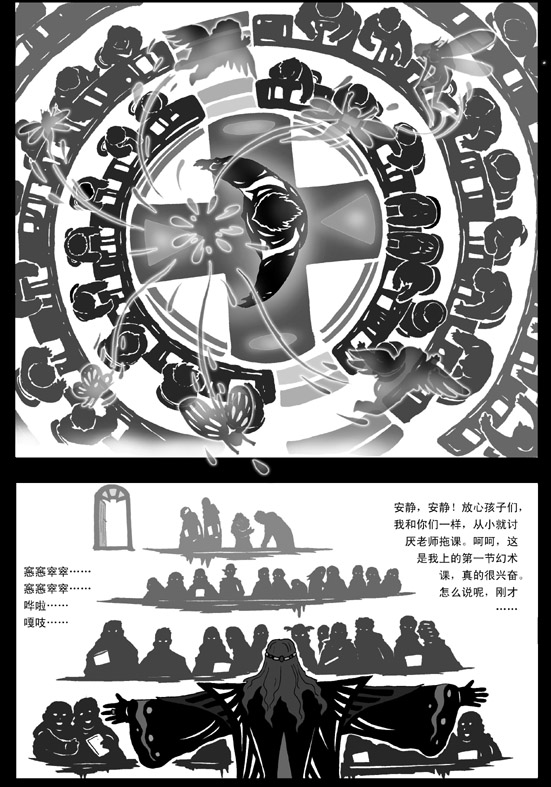 安静，安静！放心孩子们，
我和你们一样，从小就讨
厌老师拖课。呵呵，这
是我上的第一节幻术
课，真的很兴奋。
怎么说呢，刚才
……
窸窸窣窣……
窸窸窣窣……
哗啦……
嘎吱……